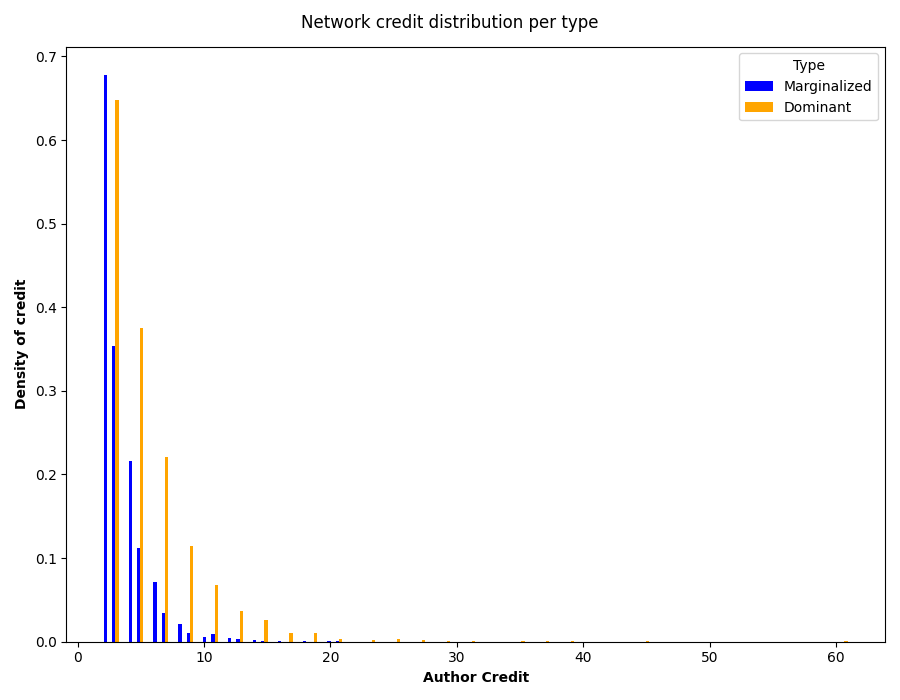 Network credit distribution per type
0.7
0.6
0.5
0.4
0.3
0.2
0.1
0.0
Density of credit
Type
Marginalized
Dominant
0 10 20 30 40 50 60
Author Credit